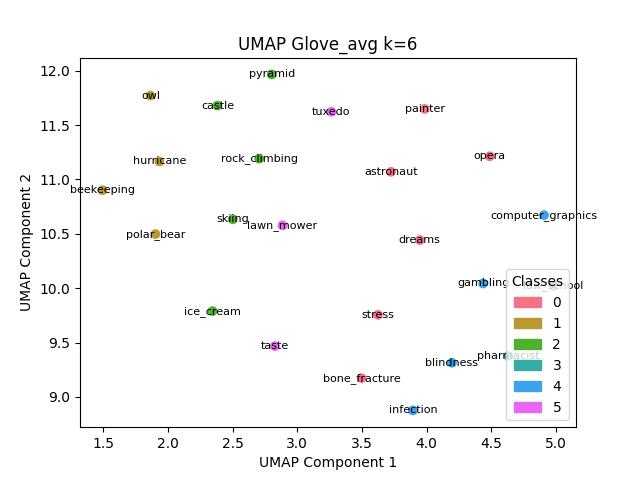 UMAP Glove_avg k=6
pyramid
owl
castle
tuxedo
painter
hurricane
rock_climbing
opera
astronaut
beekeeping
skiing
lawn_mower
computer_graphics
polar_bear
dreams
gambling
ice_cream
stress
taste
pharmacist
blindness
bone_fracture
infection
Classes
0
1
2
3
4
5
12.0
11.5
11.0
10.5
10.0
9.5
9.0
UMAP Component 2
1.5 2.0 2.5 3.0 3.5 4.0 4.5 5.0
UMAP Component 1